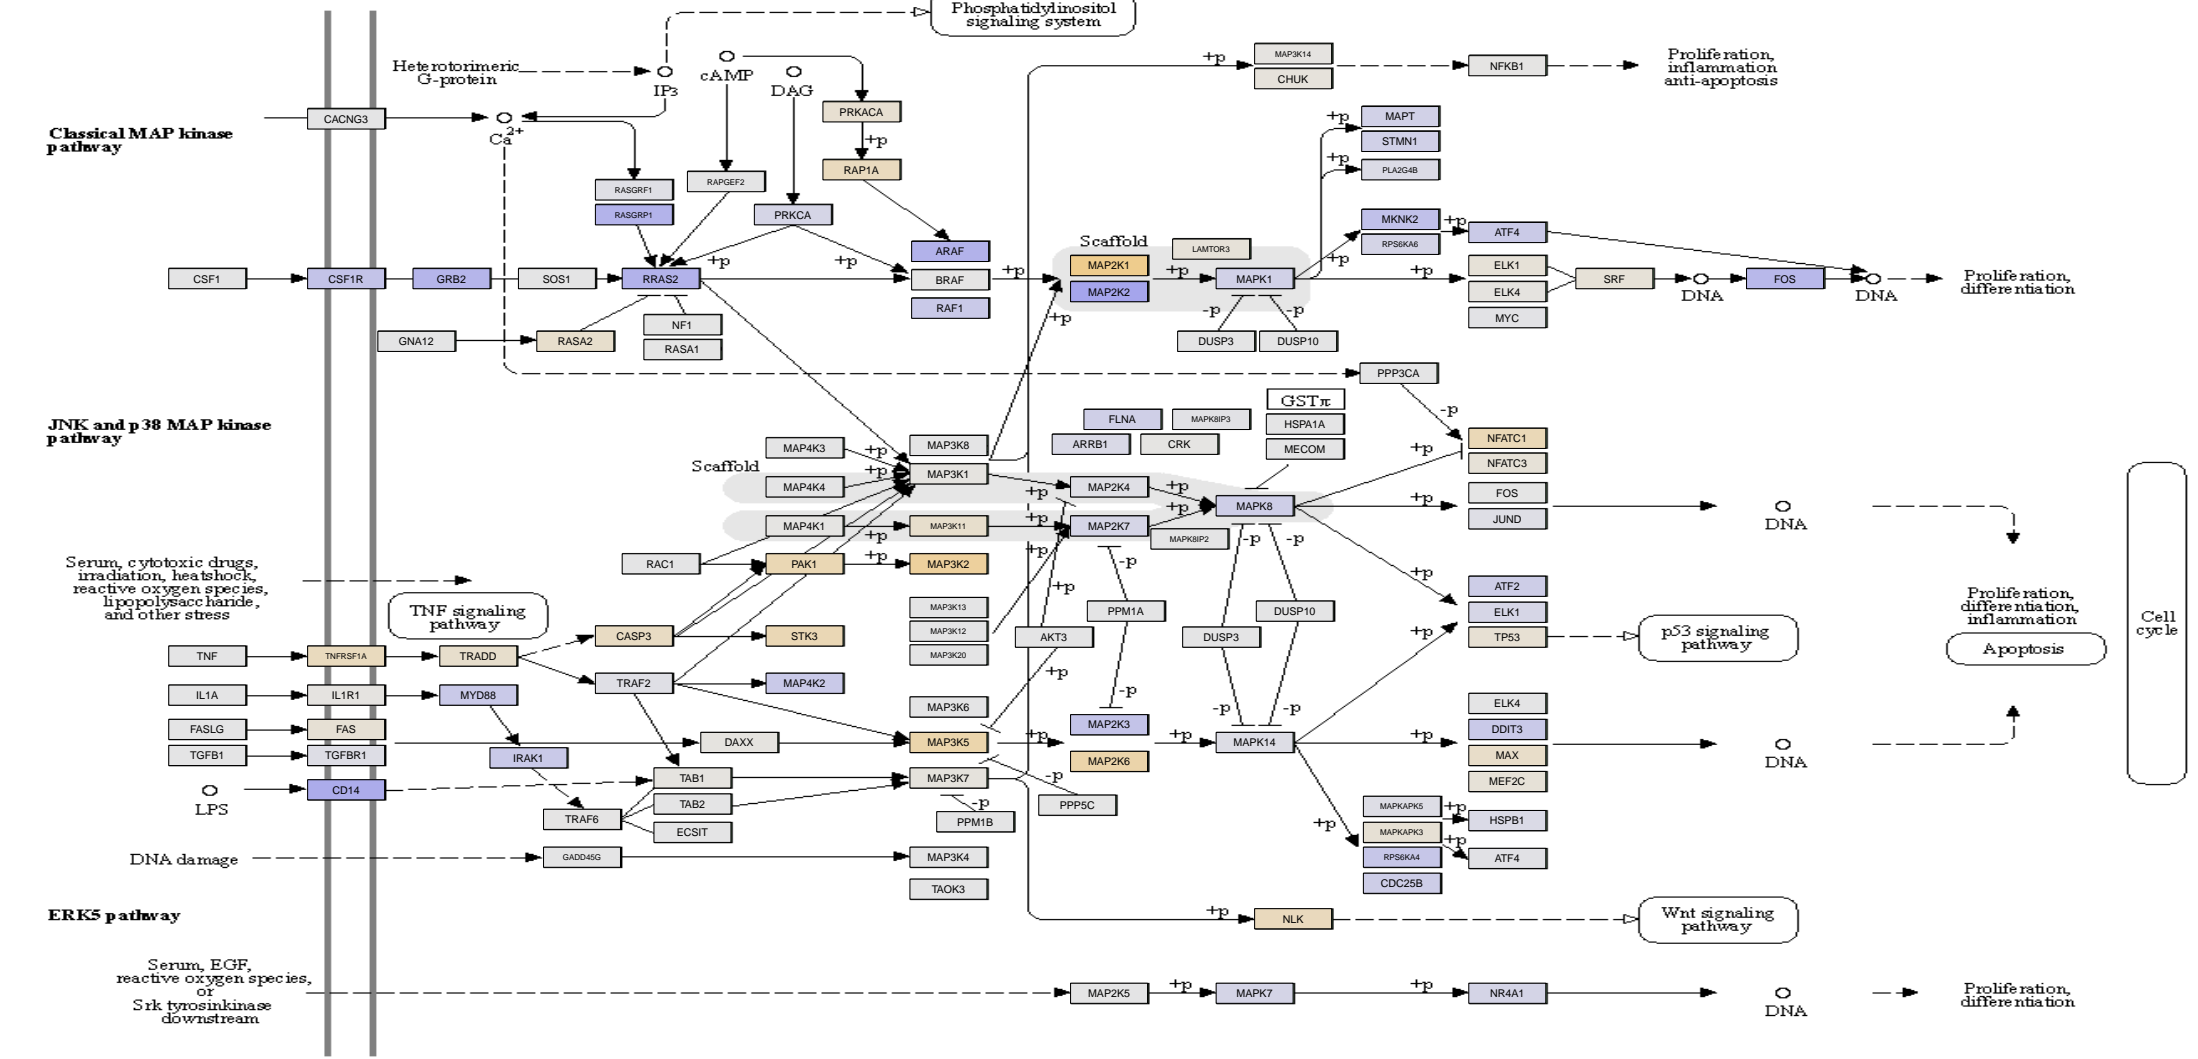 Phosphatidylinositol
signaling system
Heterotorimeric
G-protein
IP3
cAMP
DAG
PRKACA
+p
RAP1A
+p
MAP3K14
CHUK
NFKB1
Proliferation,
inflammation
anti-apoptosis
Classical MAP kinase
pathway
CACNG3
Ca2+
RASGRF1
RASGRP1
RAPGEF2
PRKCA
+p
MAPT
STMN1
+p
PLA2G4B
ARAF
Scaffold
LAMTOR3
MKNK2
+p
RPS6KA6
ATF4
CSF1
CSF1R
GRB2
SOS1
RRAS2
+p
+p
BRAF
+p
MAP2K1
MAP2K2
+p
MAPK1
+p
+p
ELK1
ELK4
MYC
SRF
DNA
FOS
DNA
Proliferation,
differentiation
RAF1
+p
GNA12
RASA2
NF1
RASA1
-p
-p
DUSP3
DUSP10
PPP3CA
-p
JNK and p38 MAP kinase
pathway
GSTπ
HSPA1A
MECOM
FLNA
MAPK8IP3
ARRB1
CRK
NFATC1
NFATC3
Scaffold
MAP4K3
+p
MAP3K8
+p
MAP3K1
MAP4K4
+p
MAP2K4
+p
MAPK8
+p
+p
FOS
JUND
DNA
MAP4K1
+p
MAP3K11
+p
MAP2K7
+p
MAPK8IP2
-p
-p
RAC1
PAK1
+p
MAP3K2
+p
-p
+p
ATF2
ELK1
TP53
p53 signaling
pathway
Serum, cytotoxic drugs,
irradiation, heatshock,
reactive oxygen species,
lipopolysaccharide,
and other stress
TNF signaling
pathway
MAP3K13
MAP3K12
MAP3K20
+p
AKT3
PPM1A
DUSP3
DUSP10
+p
Proliferation,
differentiation,
inflammation
Apoptosis
Cell
cycle
CASP3
STK3
TNF
TNFRSF1A
TRADD
TRAF2
MAP4K2
+p
-p
IL1A
IL1R1
MYD88
MAP3K6
MAP2K3
-p
-p
ELK4
DDIT3
MAX
MEF2C
FASLG
FAS
TGFB1
TGFBR1
IRAK1
DAXX
MAP3K5
+p
MAP2K6
+p
MAPK14
+p
DNA
LPS
CD14
TAB1
TAB2
ECSIT
TRAF6
MAP3K7
-p
PPM1B
-p
PPP5C
+p
MAPKAPK5
+p
MAPKAPK3
+p
RPS6KA4
CDC25B
HSPB1
ATF4
DNA damage
GADD45G
MAP3K4
TAOK3
ERK5 pathway
+p
NLK
Wnt signaling
pathway
Serum, EGF,
reactive oxygen species,
or
Srk tyrosinkinase
downstream
MAP2K5
+p
MAPK7
+p
NR4A1
DNA
Proliferation,
differentiation